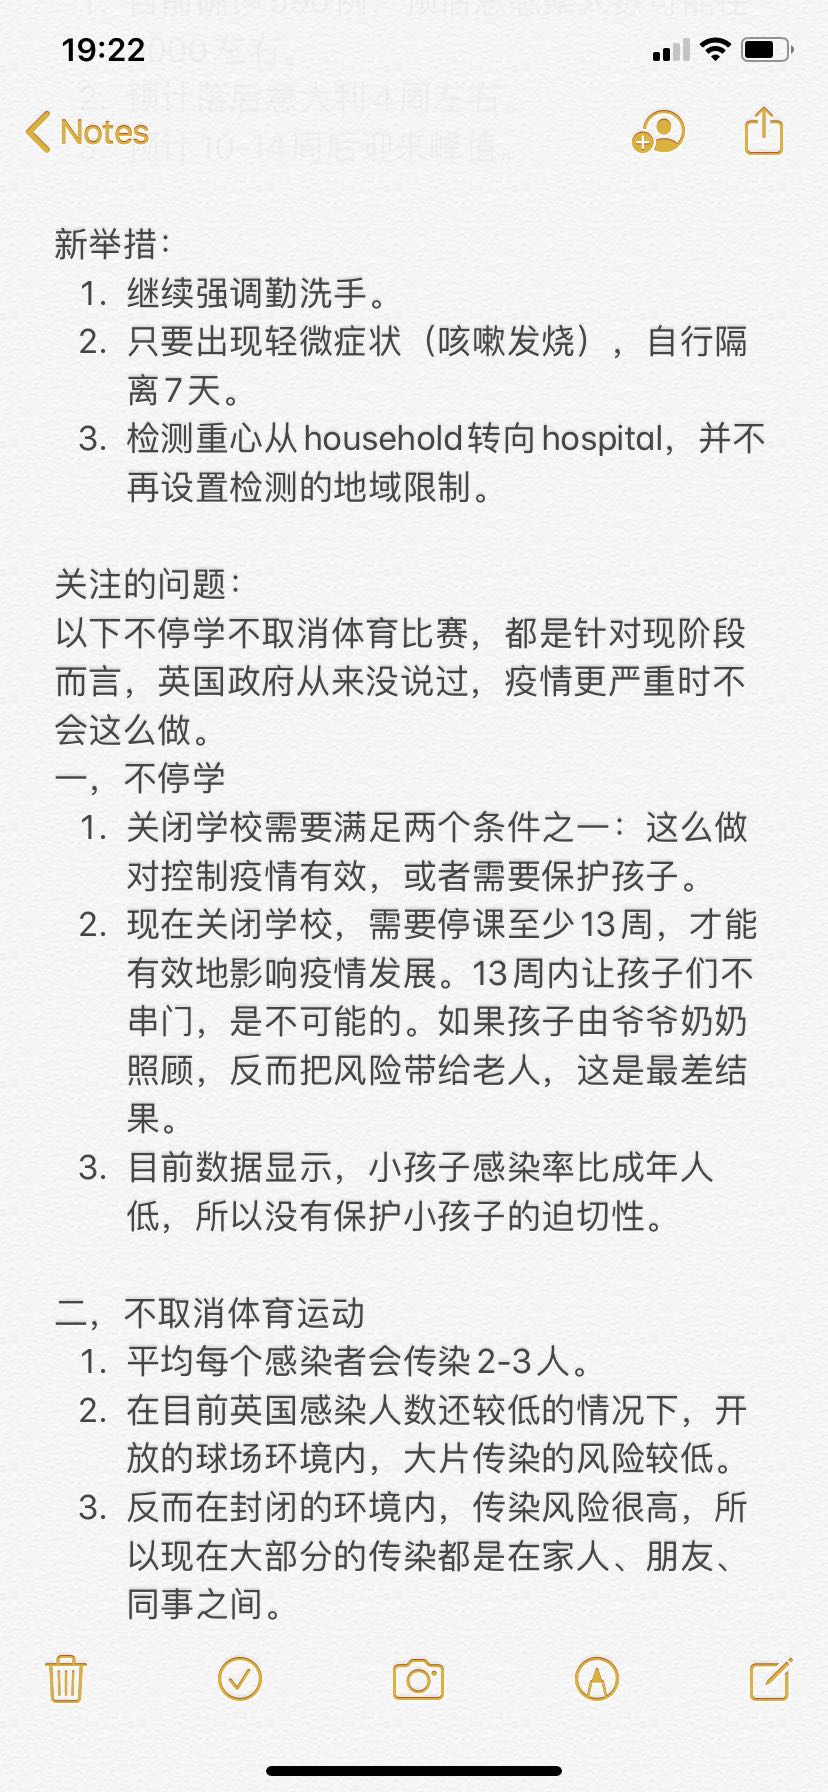 1. 目前确诊590例，预估总感染人数可能在
19:22
000左右。
2. 预计落后意大利4周左右。
Notes
3. 预计10-14周后迎来峰值。
新举措：
1. 继续强调勤洗手。
2. 只要出现轻微症状（咳嗽发烧），自行隔
离7天。
3. 检测重心从household转向hospital，并不
再设置检测的地域限制。
关注的问题：
以下不停学不取消体育比赛，都是针对现阶段
而言，英国政府从来没说过，疫情更严重时不
会这么做。
一，不停学
1. 关闭学校需要满足两个条件之一：这么做
对控制疫情有效，或者需要保护孩子。
2. 现在关闭学校，需要停课至少13周，才能
有效地影响疫情发展。13周内让孩子们不
串门，是不可能的。如果孩子由爷爷奶奶
照顾，反而把风险带给老人，这是最差结
果。
3. 目前数据显示，小孩子感染率比成年人
低，所以没有保护小孩子的迫切性。
二，不取消体育运动
1. 平均每个感染者会传染2-3人。
2. 在目前英国感染人数还较低的情况下，开
放的球场环境内，大片传染的风险较低。
3. 反而在封闭的环境内，传染风险很高，所
以现在大部分的传染都是在家人、朋友、
同事之间。